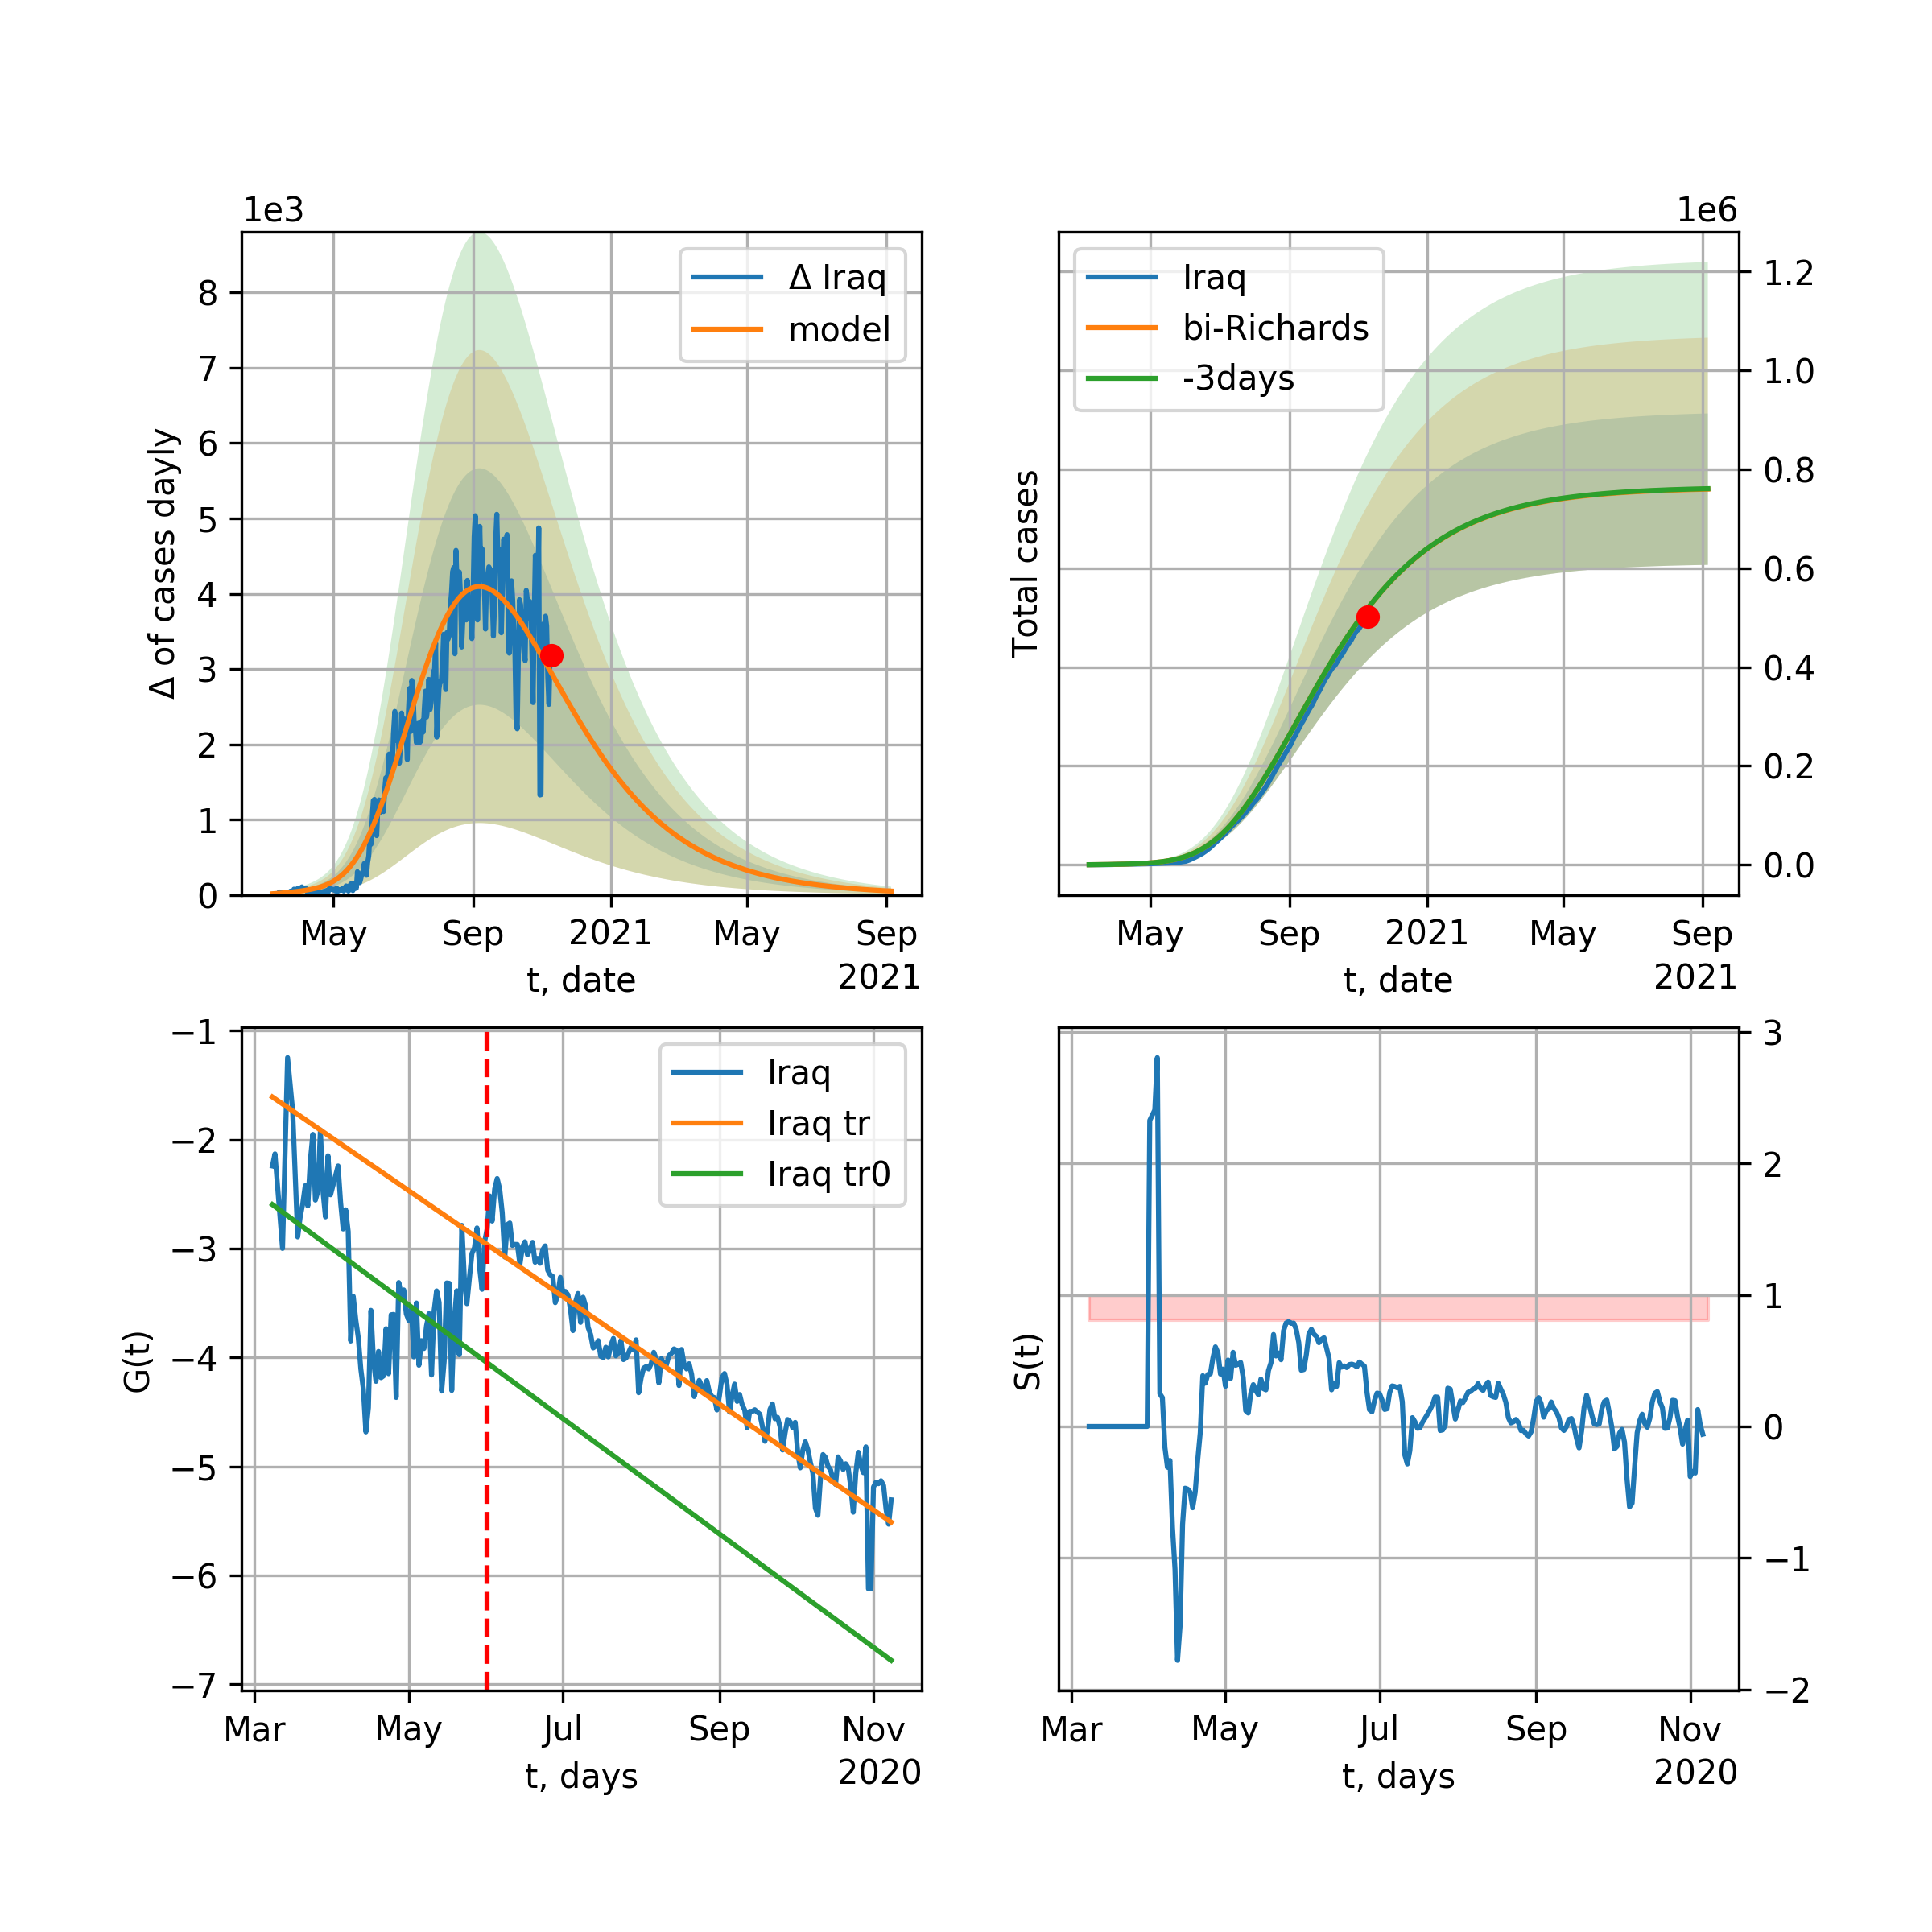 1e3
Δ of cases dayly
8
7
6
5
4
3
2
1
0
Δ Iraq
model
May
Sep
2021
May
Sep
2021
t, date
1e6
Total cases
Iraq
bi-Richards
-3days
1.2
1.0
0.8
0.6
0.4
0.2
0.0
May
Sep
2021
May
Sep
2021
t, date
G(t)
−1
−2
−3
−4
−5
−6
−7
Iraq
Iraq tr
Iraq tr0
Mar
May
Jul
Sep
Nov
2020
t, days
S(t)
3
2
1
0
−1
−2
Mar
May
Jul
Sep
Nov
2020
t, days